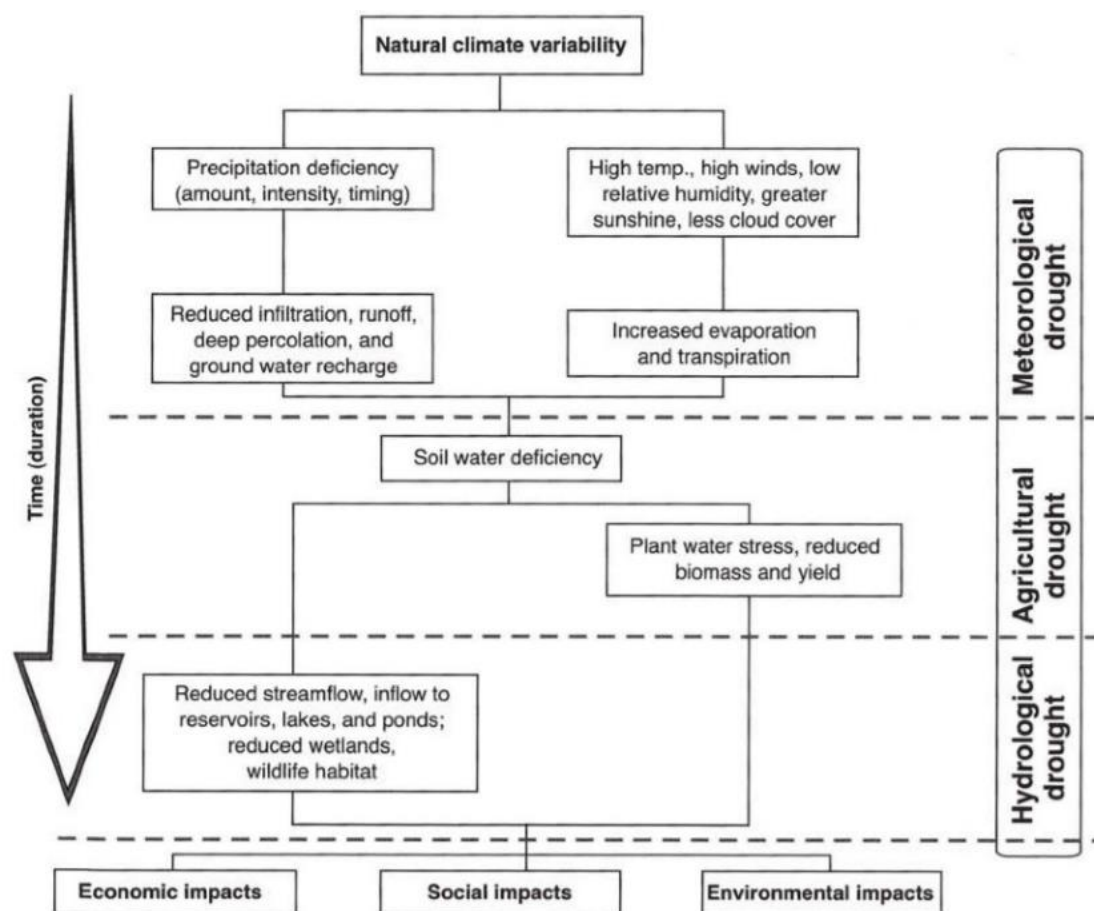 Natural climate variability
Precipitation deficiency
(amount, intensity, timing)
High temp., high winds, low
relative humidity, greater
sunshine, less cloud cover
Reduced infiltration, runoff,
deep percolation, and
ground water recharge
Increased evaporation
and transpiration
Meteorological
drought
Time (duration)
Soil water deficiency
Plant water stress, reduced
biomass and yield
Agricultural
drought
Reduced streamflow, inflow to
reservoirs, lakes, and ponds;
reduced wetlands,
wildlife habitat
Hydrological
drought
Economic impacts
Social impacts
Environmental impacts